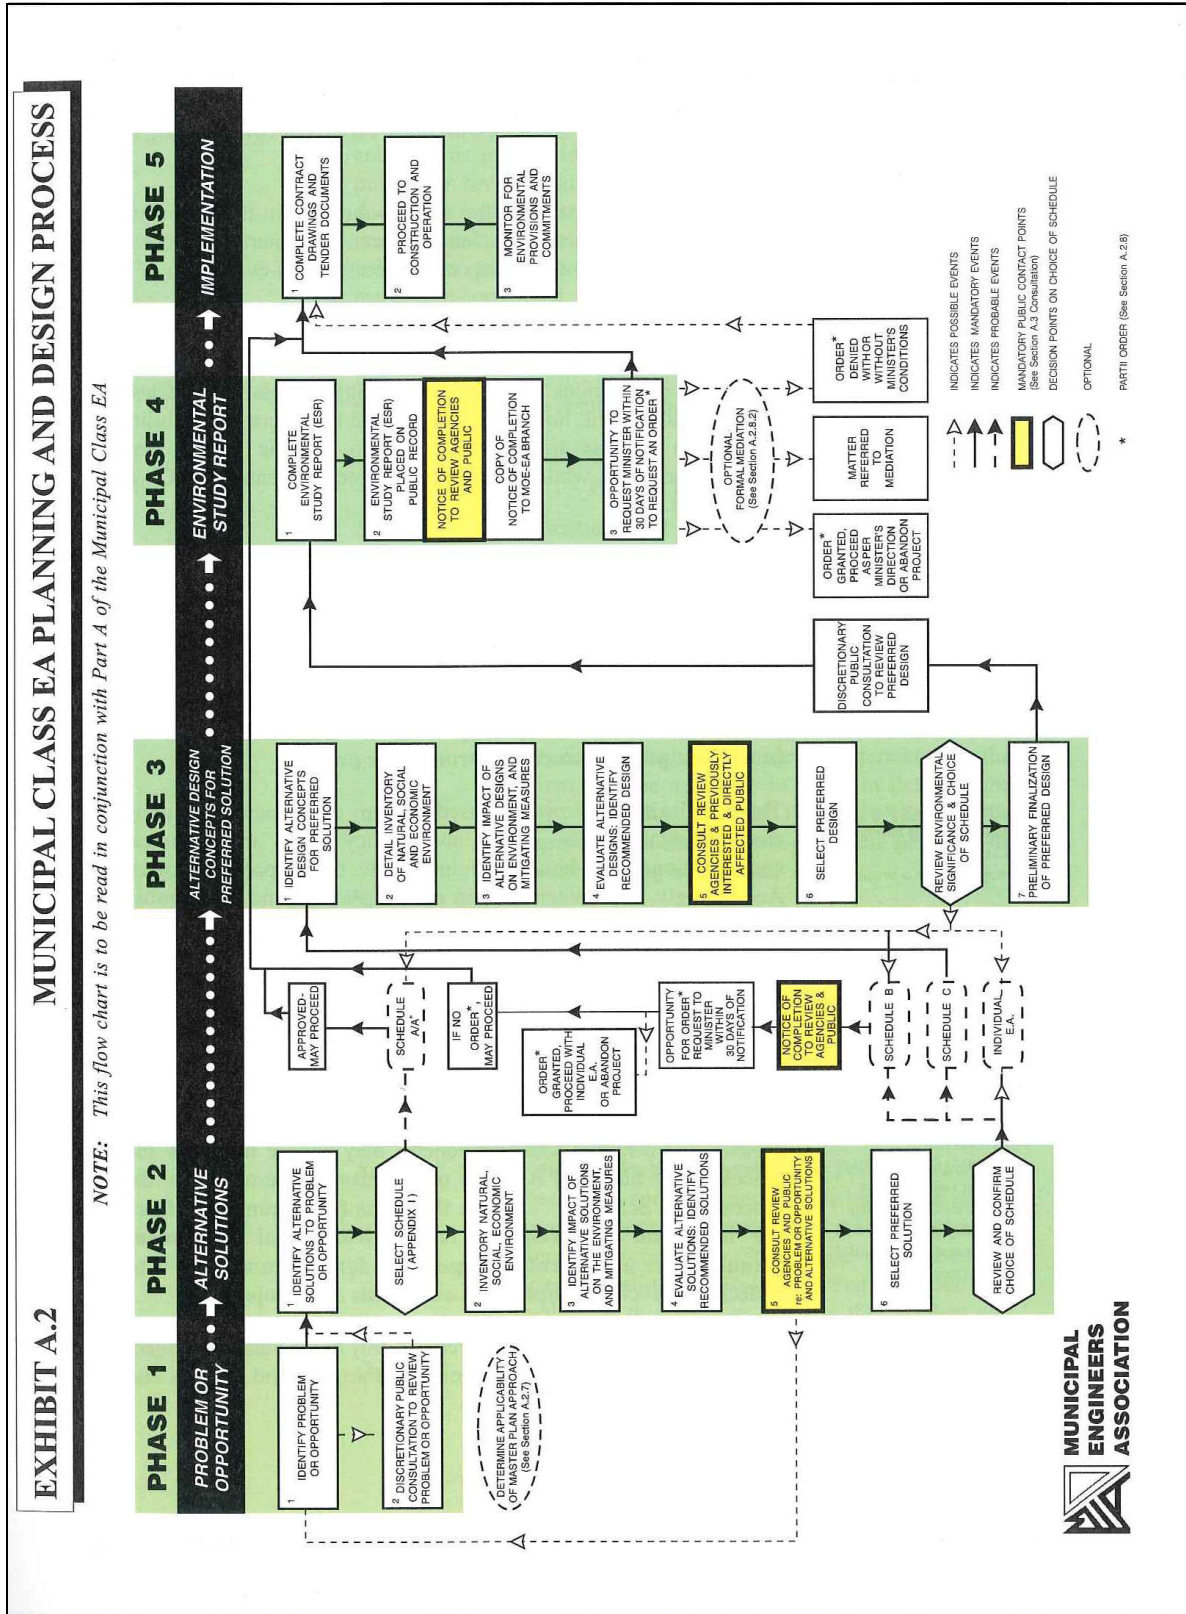 EXHIBIT A.2
MUNICIPAL CLASS EA PLANNING AND DESIGN PROCESS
NOTE: This flow chart is to be read in conjunction with Part A of the Municipal Class EA
PHASE 1
PROBLEM OR
OPPORTUNITY
1 IDENTIFY PROBLEM
OR OPPORTUNITY
2 DISCRETIONARY PUBLIC
CONSULTATION TO REVIEW
PROBLEM OR OPPORTUNITY
DETERMINE APPLICABILITY
OF MASTER PLAN APPROACH
(See Section A.2.7)
PHASE 2
ALTERNATIVE
SOLUTIONS
1 IDENTIFY ALTERNATIVE
SOLUTIONS TO PROBLEM
OR OPPORTUNITY
SELECT SCHEDULE
( APPENDIX I )
2 INVENTORY NATURAL,
SOCIAL, ECONOMIC
ENVIRONMENT
3 IDENTIFY IMPACT OF
ALTERNATIVE SOLUTIONS
ON THE ENVIRONMENT,
AND MITIGATING MEASURES
4 EVALUATE ALTERNATIVE
SOLUTIONS: IDENTIFY
RECOMMENDED SOLUTIONS
5 CONSULT REVIEW
AGENCIES AND PUBLIC
re: PROBLEM OR OPPORTUNITY
AND ALTERNATIVE SOLUTIONS
6 SELECT PREFERRED
SOLUTION
REVIEW AND CONFIRM
CHOICE OF SCHEDULE
APPROVED-
MAY PROCEED
SCHEDULE
A/A+
IF NO
ORDER*,
MAY PROCEED
ORDER*
GRANTED,
PROCEED WITH
INDIVIDUAL
E.A.
OR ABANDON
PROJECT
OPPORTUNITY
FOR ORDER*
REQUEST TO
MINISTER
WITHIN
30 DAYS OF
NOTIFICATION
NOTICE OF
COMPLETION
TO REVIEW
AGENCIES &
PUBLIC
SCHEDULE B
SCHEDULE C
INDIVIDUAL
E.A.
PHASE 3
ALTERNATIVE DESIGN
CONCEPTS FOR
PREFERRED SOLUTION
1 IDENTIFY ALTERNATIVE
DESIGN CONCEPTS
FOR PREFERRED
SOLUTION
2 DETAIL INVENTORY
OF NATURAL, SOCIAL
AND ECONOMIC
ENVIRONMENT
3 IDENTIFY IMPACT OF
ALTERNATIVE DESIGNS
ON ENVIRONMENT, AND
MITIGATING MEASURES
4 EVALUATE ALTERNATIVE
DESIGNS: IDENTIFY
RECOMMENDED DESIGN
5 CONSULT REVIEW
AGENCIES & PREVIOUSLY
INTERESTED & DIRECTLY
AFFECTED PUBLIC
6 SELECT PREFERRED
DESIGN
REVIEW ENVIRONMENTAL
SIGNIFICANCE & CHOICE
OF SCHEDULE
7 PRELIMINARY FINALIZATION
OF PREFERRED DESIGN
DISCRETIONARY
PUBLIC
CONSULTATION
TO REVIEW
PREFERRED
DESIGN
PHASE 4
ENVIRONMENTAL
STUDY REPORT
1 COMPLETE
ENVIRONMENTAL
STUDY REPORT (ESR)
2 ENVIRONMENTAL
STUDY REPORT (ESR)
PLACED ON
PUBLIC RECORD
NOTICE OF COMPLETION
TO REVIEW AGENCIES
AND PUBLIC
COPY OF
NOTICE OF COMPLETION
TO MOE-EA BRANCH
3 OPPORTUNITY TO
REQUEST MINISTER WITHIN
30 DAYS OF NOTIFICATION
TO REQUEST AN ORDER*
OPTIONAL
FORMAL MEDIATION
(See Section A.2.8.2)
ORDER*
GRANTED,
PROCEED
ASPER
MINISTER'S
DIRECTION
OR ABANDON
PROJECT
MATTER
REFERRED
TO
MEDIATION
ORDER*
DENIED
WITHOR
WITHOUT
MINISTER'S
CONDITIONS
PHASE 5
IMPLEMENTATION
1 COMPLETE CONTRACT
DRAWINGS AND
TENDER DOCUMENTS
2 PROCEED TO
CONSTRUCTION AND
OPERATION
3 MONITOR FOR
ENVIRONMENTAL
PROVISIONS AND
COMMITMENTS
INDICATES POSSIBLE EVENTS
INDICATES MANDATORY EVENTS
INDICATES PROBABLE EVENTS
MANDATORY PUBLIC CONTACT POINTS
(See Section A.3 Consultation)
DECISION POINTS ON CHOICE OF SCHEDULE
OPTIONAL
* PARTII ORDER (See Section A.2.8)
MUNICIPAL
ENGINEERS
ASSOCIATION